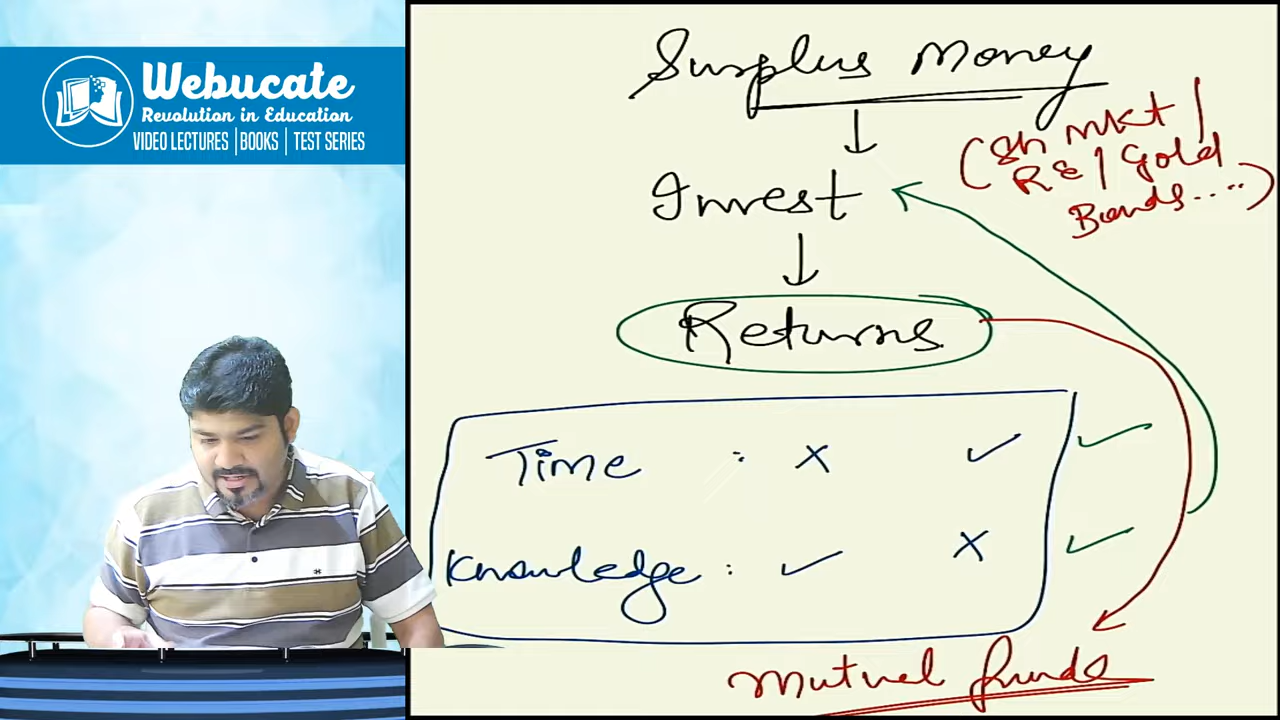 Webucate
Revolution in Education
VIDEO LECTURES | BOOKS | TEST SERIES
Surplus Money
(Sh Mkt /
RE / Gold
Bonds....)
Invest
Returns
Time : × ✓ ✓
Knowledge : ✓ × ✓
Mutual funds